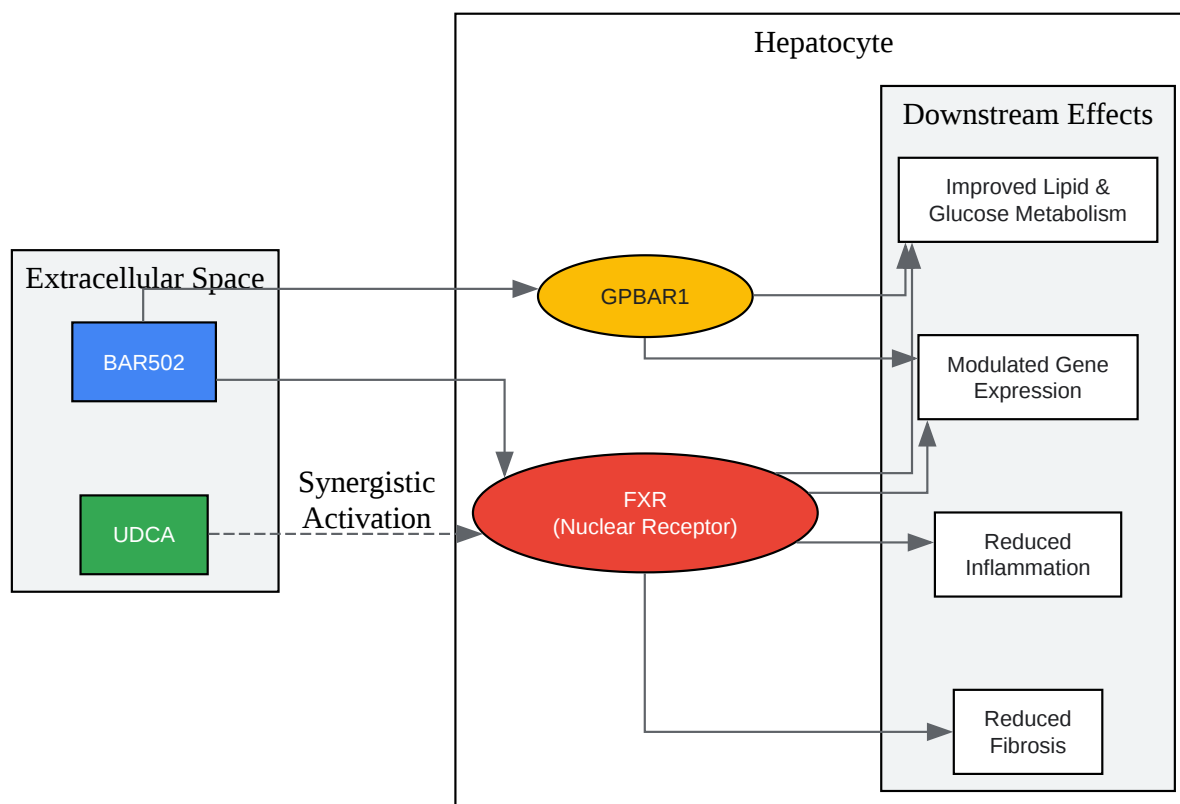 Hepatocyte
Downstream Effects
Improved Lipid &
Glucose Metabolism
Extracellular Space
GPBAR1
BAR502
Modulated Gene
Expression
Synergistic
Activation
FXR
(Nuclear Receptor)
UDCA
Reduced
Inflammation
Reduced
Fibrosis